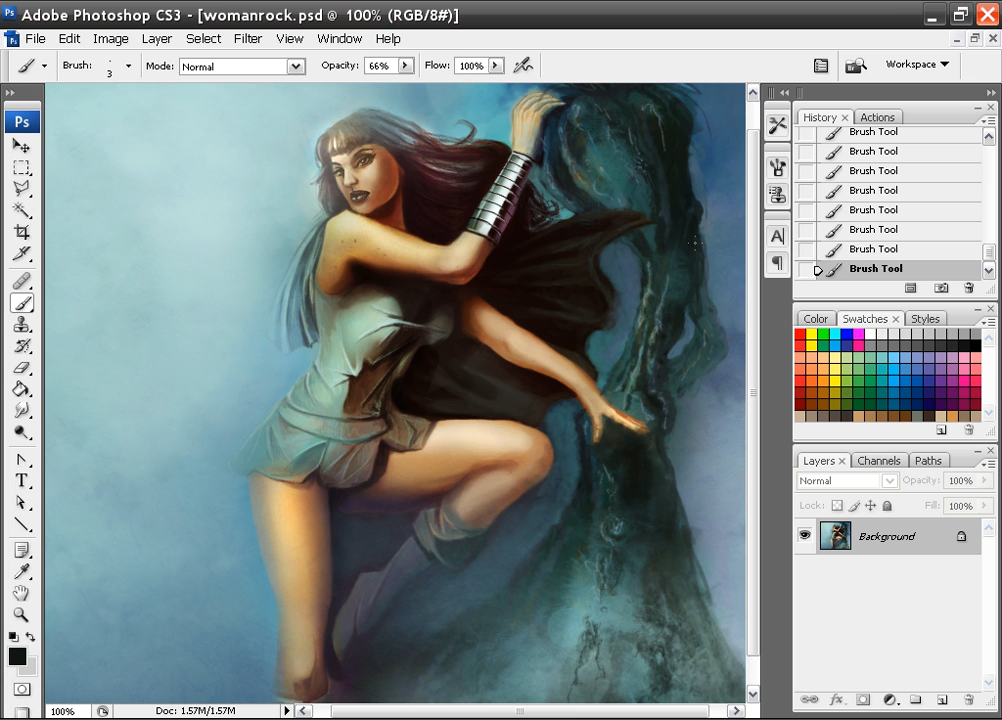 Ps Adobe Photoshop CS3 - [womanrock.psd @ 100% (RGB/8#)]
Ps File Edit Image Layer Select Filter View Window Help
Brush: 3 Mode: Normal Opacity: 66% Flow: 100% Workspace
Ps
History Actions
Brush Tool
Brush Tool
Brush Tool
Brush Tool
Brush Tool
Brush Tool
Brush Tool
Brush Tool
Color Swatches Styles
Layers Channels Paths
Normal Opacity: 100%
Lock: Fill: 100%
Background
100% Doc: 1.57M/1.57M